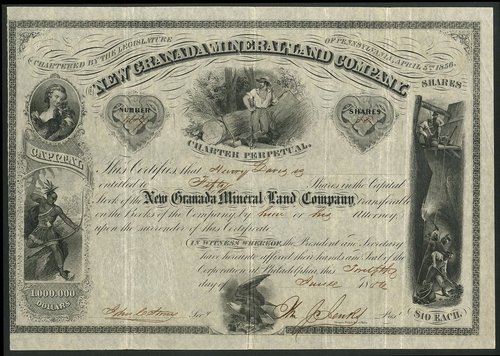 CHARTERED BY THE LEGISLATURE OF PENNSYLVANIA, APRIL 5TH 1856.
NEW GRANADA MINERAL LAND COMPANY
NUMBER
SHARES
SHARES
CHARTER PERPETUAL.
CAPITAL
This Certifies that Henry
entitled to Fifty Shares in the Capital
Stock of the New Granada Mineral Land Company, Transferable
on the Books of the Company, by or his Attorney,
upon the surrender of this Certificate
IN WITNESS WHEREOF, the President and Secretary
have hereunto affixed their hands and Seal of the
Corporation at Philadelphia, this Twelfth
day of June 1856
1,000,000
DOLLARS
$10 EACH.
Sec'y
Pres't